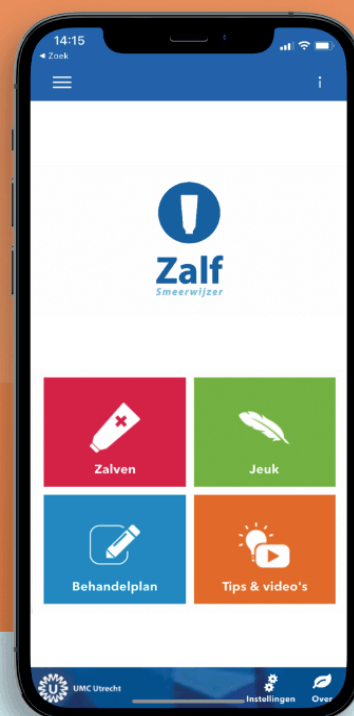 14:15
◀ Zoek
i
Zalf
Smeerwijzer
Zalven
Jeuk
Behandelplan
Tips & video's
U
UMC Utrecht
Instellingen
Over